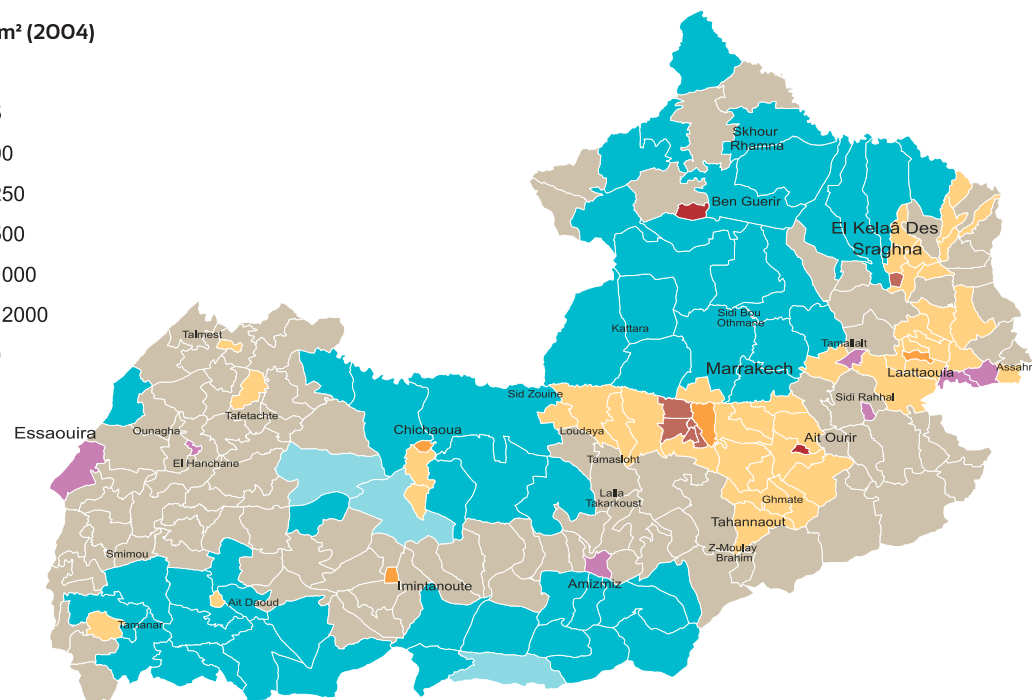 m² (2004)
00
250
500
000
2000
Skhour
Rhamna
Ben Guerir
El Kelaâ Des
Sraghna
Kattara
Sidi Bou
Othmane
Talmest
Tamallalt
Marrakech
Laattaouia
Assahr
Sidi Rahhal
Sid Zouine
Tafetachte
Ounagha
Essaouira
Chichaoua
Loudaya
Ait Ourir
El Hanchane
Tamasloht
Lalla
Takarkoust
Ghmate
Tahannaout
Smimou
Z-Moulay
Brahim
Imintanoute
Amizmiz
Ait Daoud
Tamanar